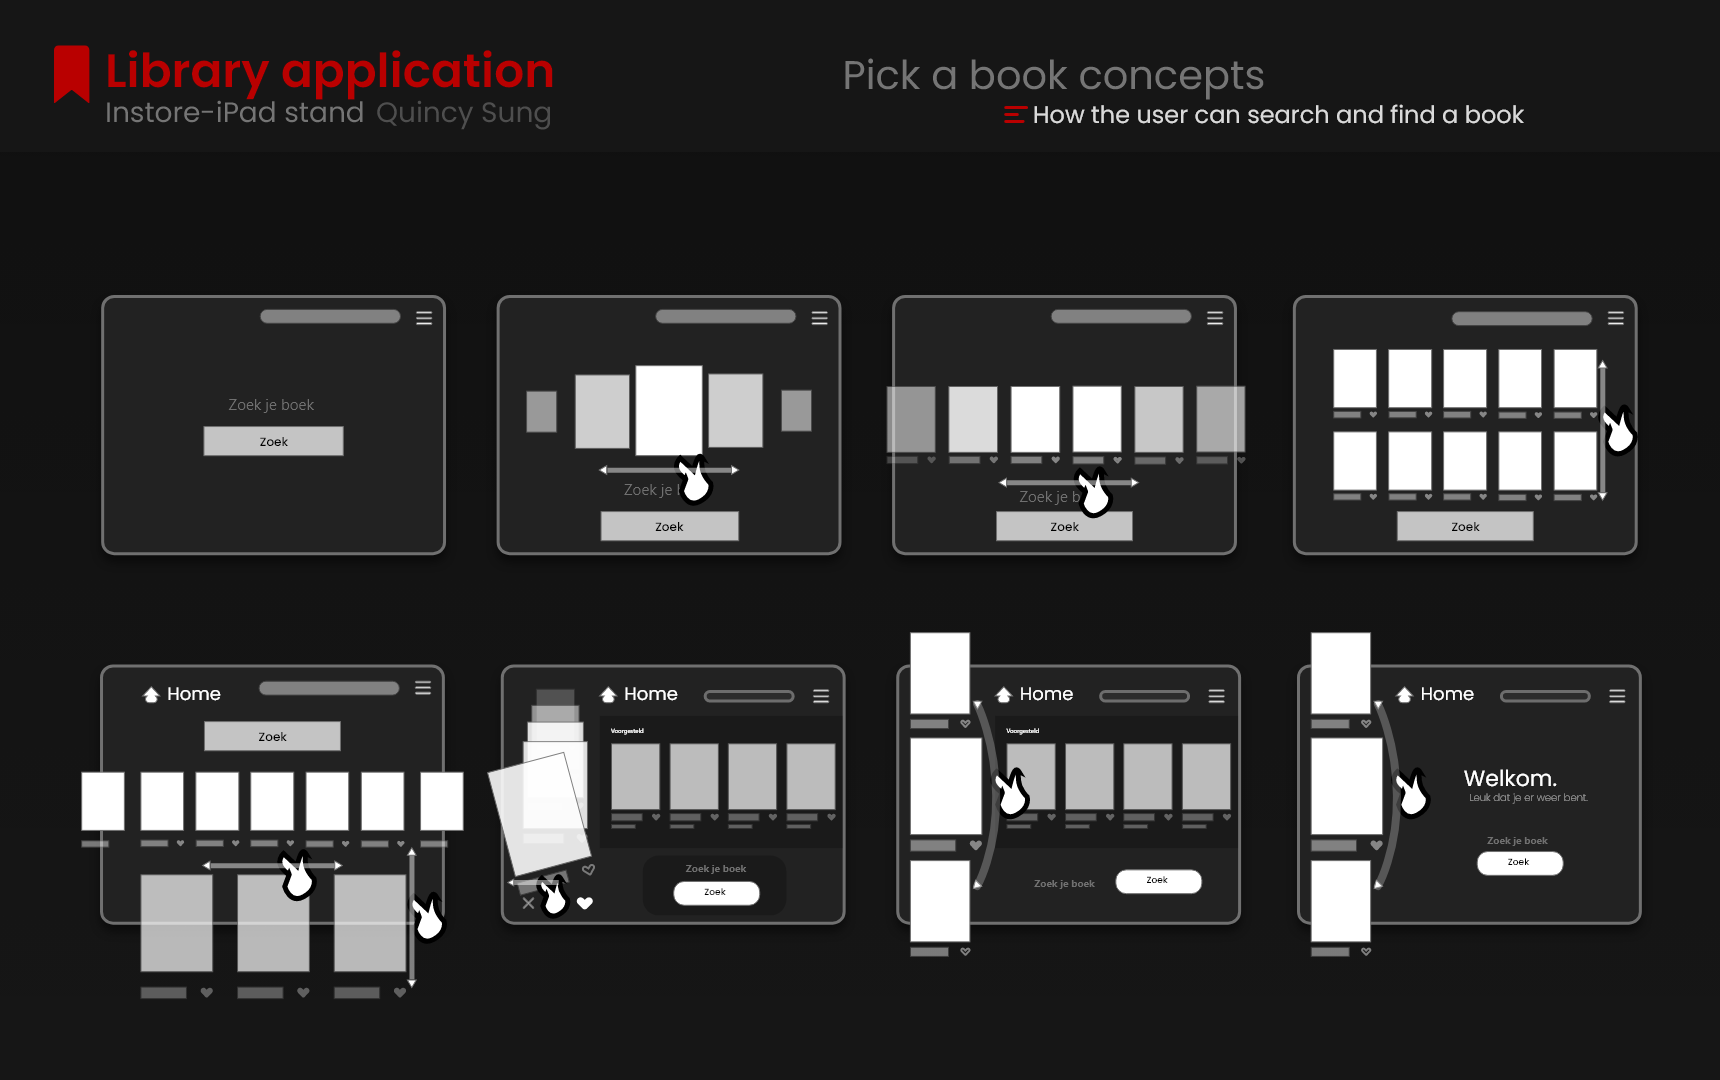 Library application
Instore-iPad stand Quincy Sung
Pick a book concepts
How the user can search and find a book
Zoek je boek
Zoek
Zoek je b
Zoek
Zoek je b
Zoek
Zoek
Home
Zoek
Home
Voorgesteld
Zoek je boek
Zoek
Home
Voorgesteld
Zoek je boek
Zoek
Home
Welkom.
Leuk dat je er weer bent.
Zoek je boek
Zoek